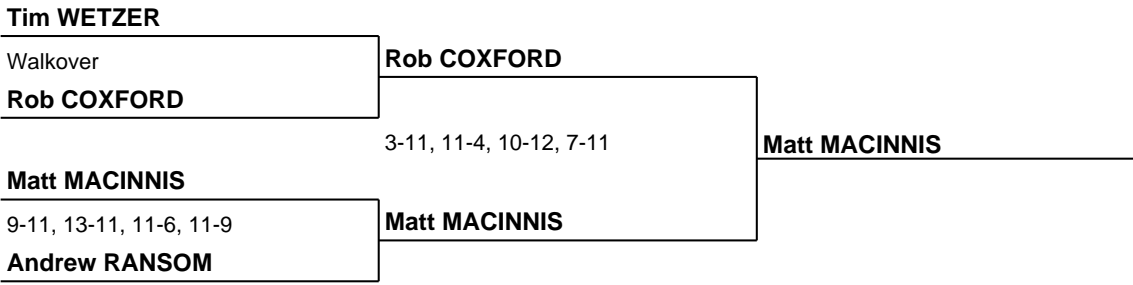 Tim WETZER
Walkover
Rob COXFORD
Rob COXFORD
3-11, 11-4, 10-12, 7-11
Matt MACINNIS
Matt MACINNIS
9-11, 13-11, 11-6, 11-9
Matt MACINNIS
Andrew RANSOM